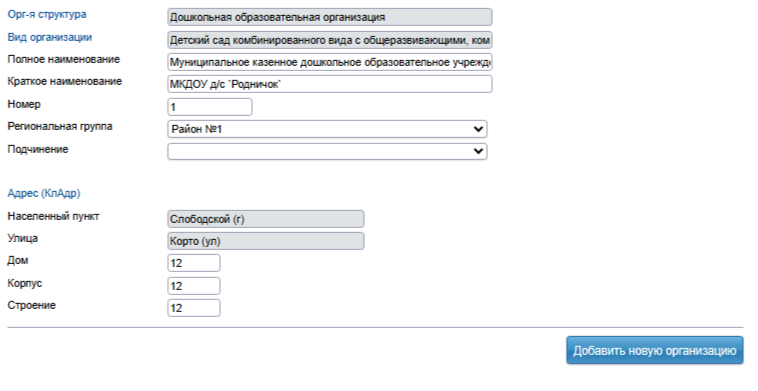 Орг-я структура Дошкольная образовательная организация
Вид организации Детский сад комбинированного вида с общеразвивающими, ком
Полное наименование Муниципальное казенное дошкольное образовательное учрежд
Краткое наименование МКДОУ д/с `Родничок`
Номер 1
Региональная группа Район №1
Подчинение
Адрес (КлАдр)
Населенный пункт Слободской (г)
Улица Корто (ул)
Дом 12
Корпус 12
Строение 12
Добавить новую организацию